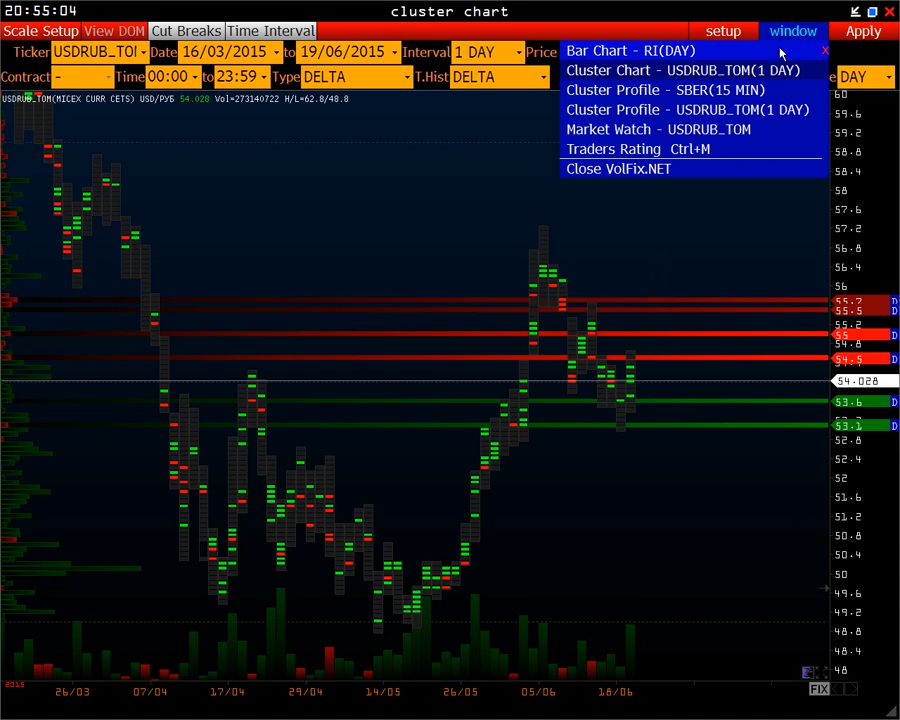 20:55:04 cluster chart
Scale Setup View DOM Cut Breaks Time Interval setup window Apply
Ticker USDRUB_TO Date 16/03/2015 to 19/06/2015 Interval 1 DAY Price
Contract - Time 00:00 to 23:59 Type DELTA T.Hist DELTA DAY
Bar Chart - RI(DAY) x
Cluster Chart - USDRUB_TOM(1 DAY)
Cluster Profile - SBER(15 MIN)
Cluster Profile - USDRUB_TOM(1 DAY)
Market Watch - USDRUB_TOM
Traders Rating Ctrl+M
Close VolFix.NET
USDRUB_TOM(MICEX CURR CETS) USD/РУБ 54.028 Vol=273140722 H/L=62.8/48.8
60
59.6
59.2
58.8
58.4
58
57.6
57.2
56.8
56.4
56
55.7 D
55.5 D
55.2
55 D
54.8
54.5 D
54.028
53.6 D
53.1 D
52.8
52.4
52
51.6
51.2
50.8
50.4
50
49.6
49.2
48.8
48.4
48
2015 26/03 07/04 17/04 29/04 14/05 26/05 05/06 18/06 FIX